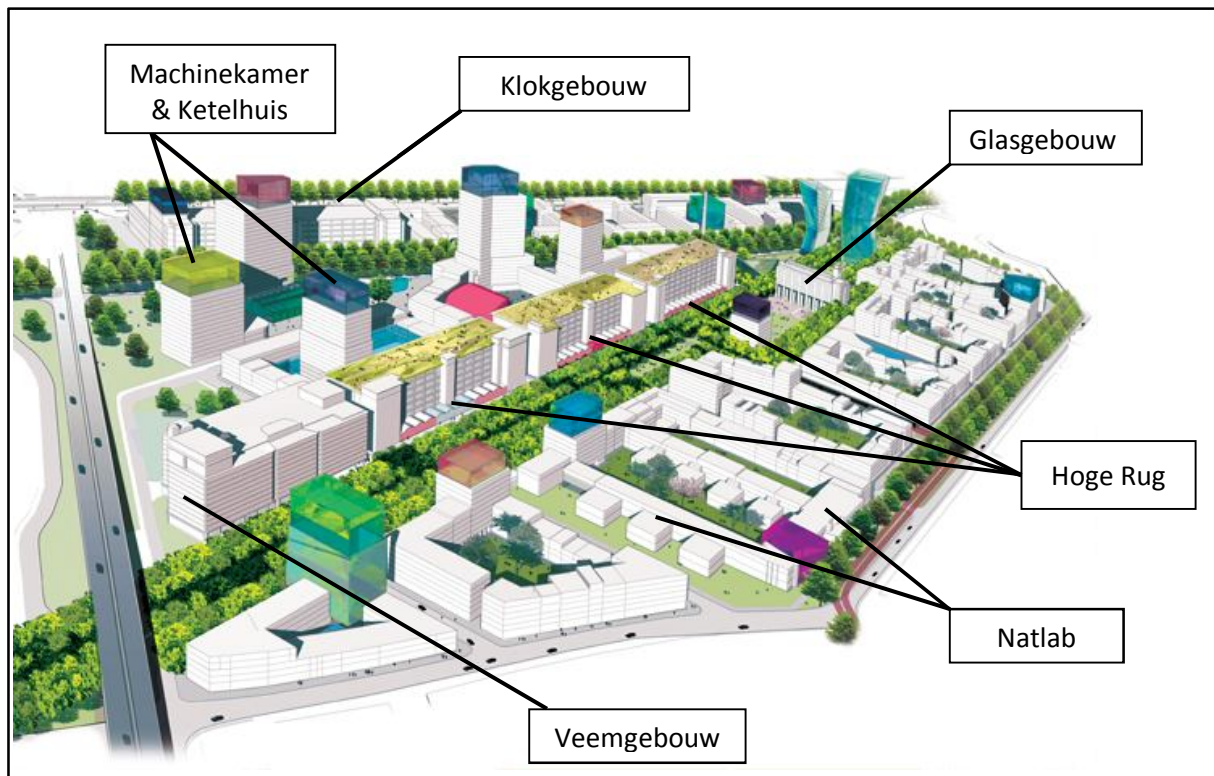 Machinekamer
& Ketelhuis
Klokgebouw
Glasgebouw
Hoge Rug
Natlab
Veemgebouw